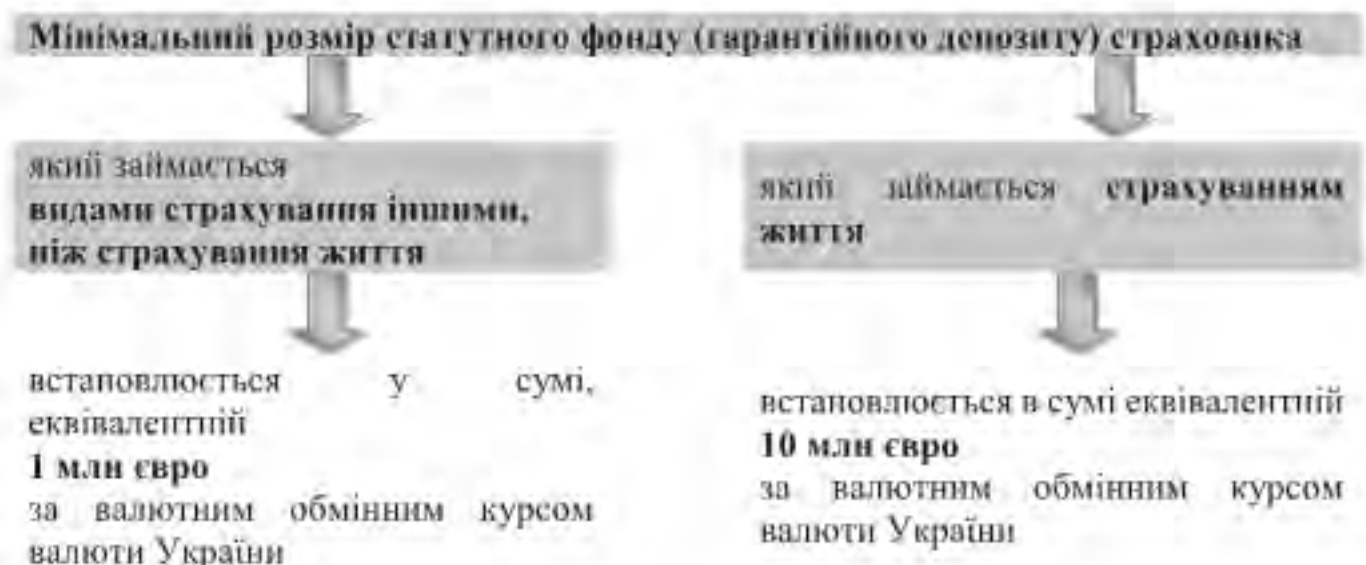 Мінімальний розмір статутного фонду (гарантійного депозиту) страховика
який займається
видами страхування іншими,
ніж страхування життя
який займається страхуванням
життя
встановлюється у сумі,
еквівалентній
1 млн євро
за валютним обмінним курсом
валюти України
встановлюється в сумі еквівалентній
10 млн євро
за валютним обмінним курсом
валюти України